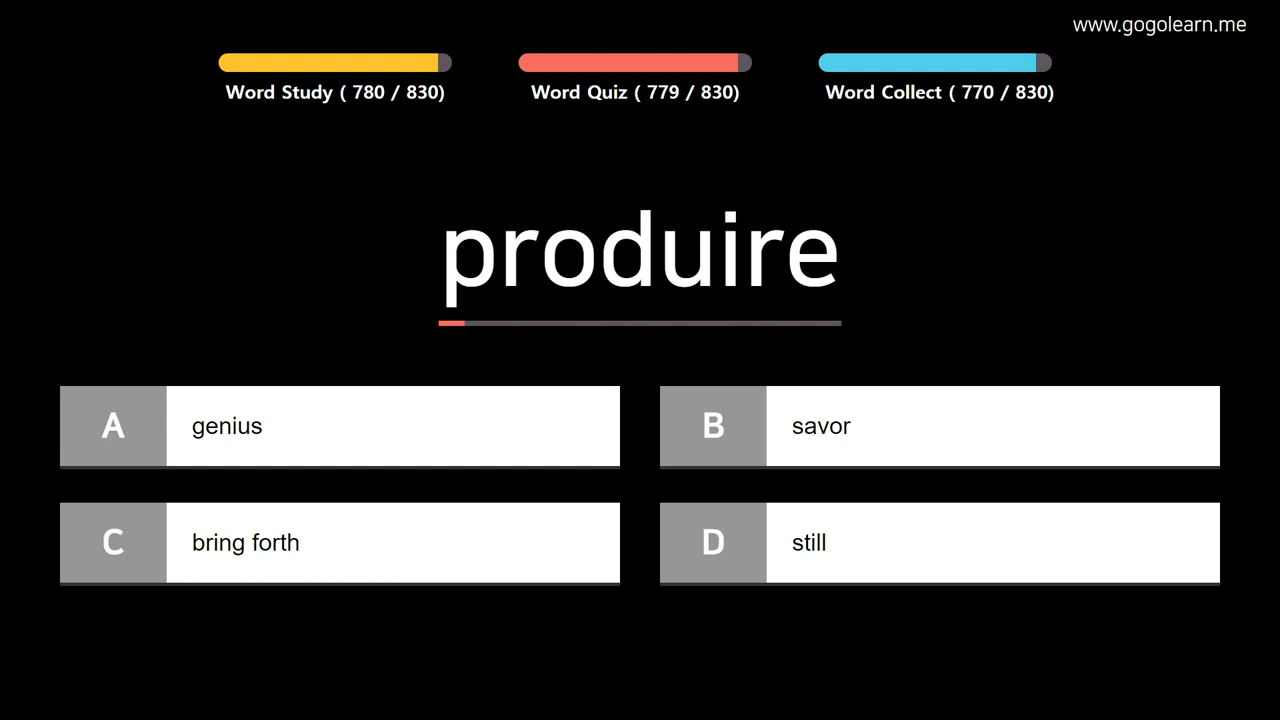 www.gogolearn.me
Word Study ( 780 / 830)
Word Quiz ( 779 / 830)
Word Collect ( 770 / 830)
produire
A genius
B savor
C bring forth
D still